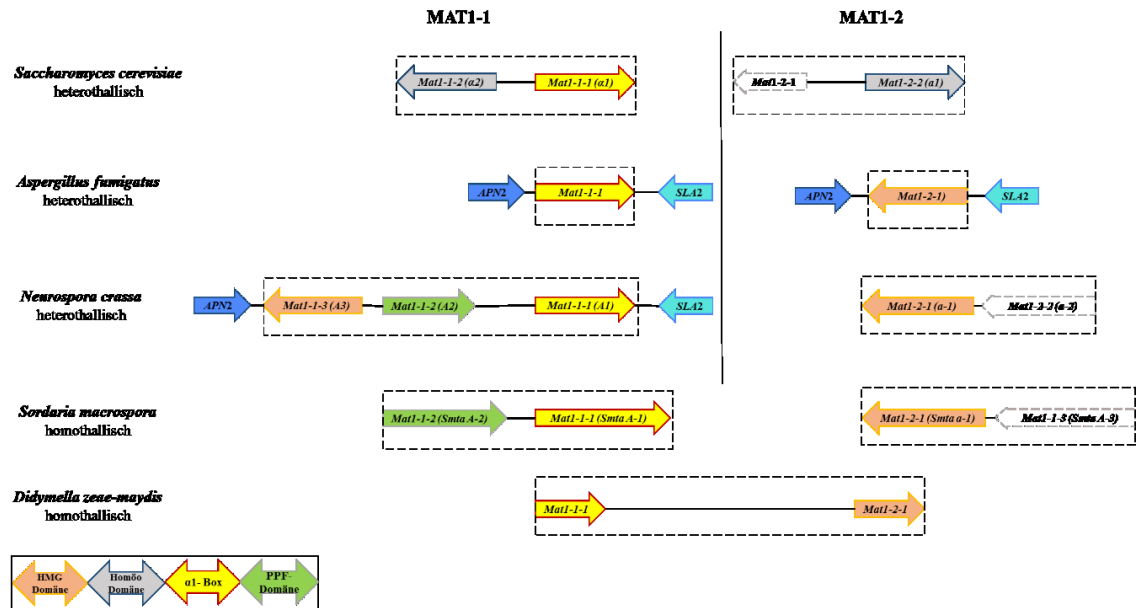 MAT1-1 MAT1-2
Saccharomyces cerevisiae
heterothallisch
Mat1-1-2 (α2) Mat1-1-1 (α1) Mat1-2-1 Mat1-2-2 (a1)
Aspergillus fumigatus
heterothallisch
APN2 Mat1-1-1 SLA2 APN2 Mat1-2-1) SLA2
Neurospora crassa
heterothallisch
APN2 Mat1-1-3 (A3) Mat1-1-2 (A2) Mat1-1-1 (A1) SLA2 Mat1-2-1 (a-1) Mat1-2-2 (a-2)
Sordaria macrospora
homothallisch
Mat1-1-2 (Smta A-2) Mat1-1-1 (Smta A-1) Mat1-2-1 (Smta a-1) Mat1-1-3 (Smta A-3)
Didymella zeae-maydis
homothallisch
Mat1-1-1 Mat1-2-1
HMG
Domäne
Homöo
Domäne
α1- Box
PPF-
Domäne